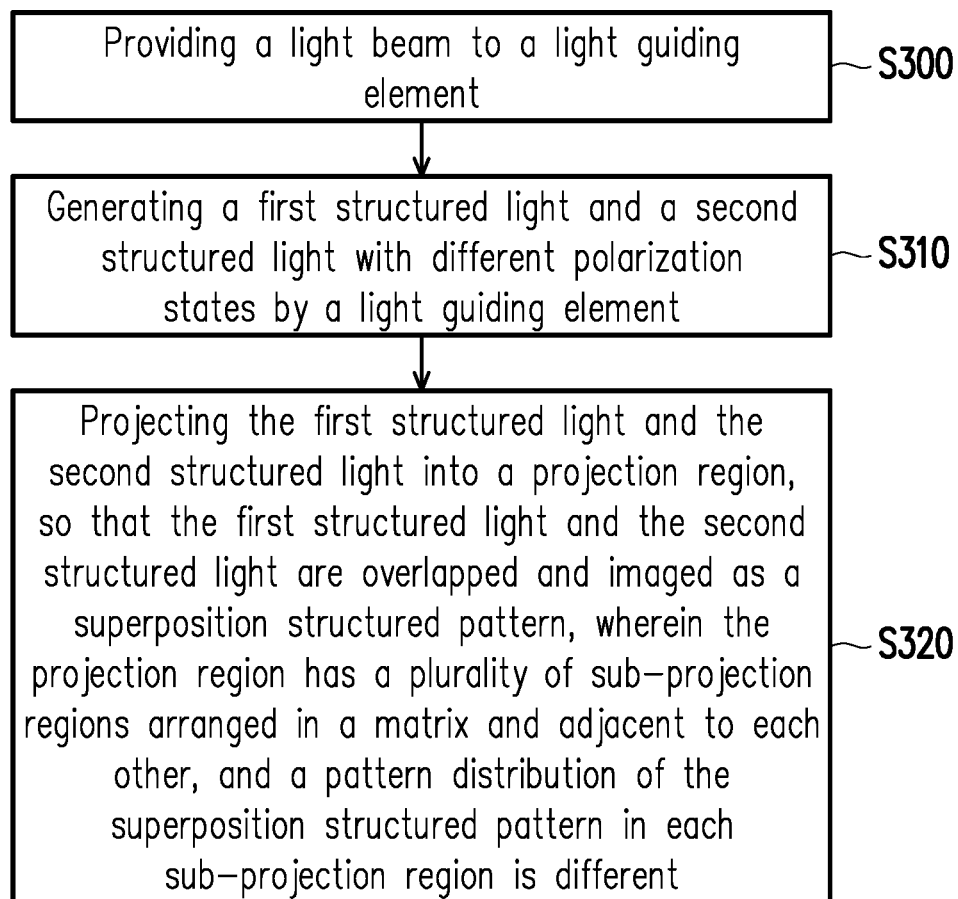 Providing a light beam to a light guiding
element
S300
Generating a first structured light and a second
structured light with different polarization
states by a light guiding element
S310
Projecting the first structured light and the
second structured light into a projection region,
so that the first structured light and the second
structured light are overlapped and imaged as a
superposition structured pattern, wherein the
projection region has a plurality of sub-projection
regions arranged in a matrix and adjacent to each
other, and a pattern distribution of the
superposition structured pattern in each
sub-projection region is different
S320